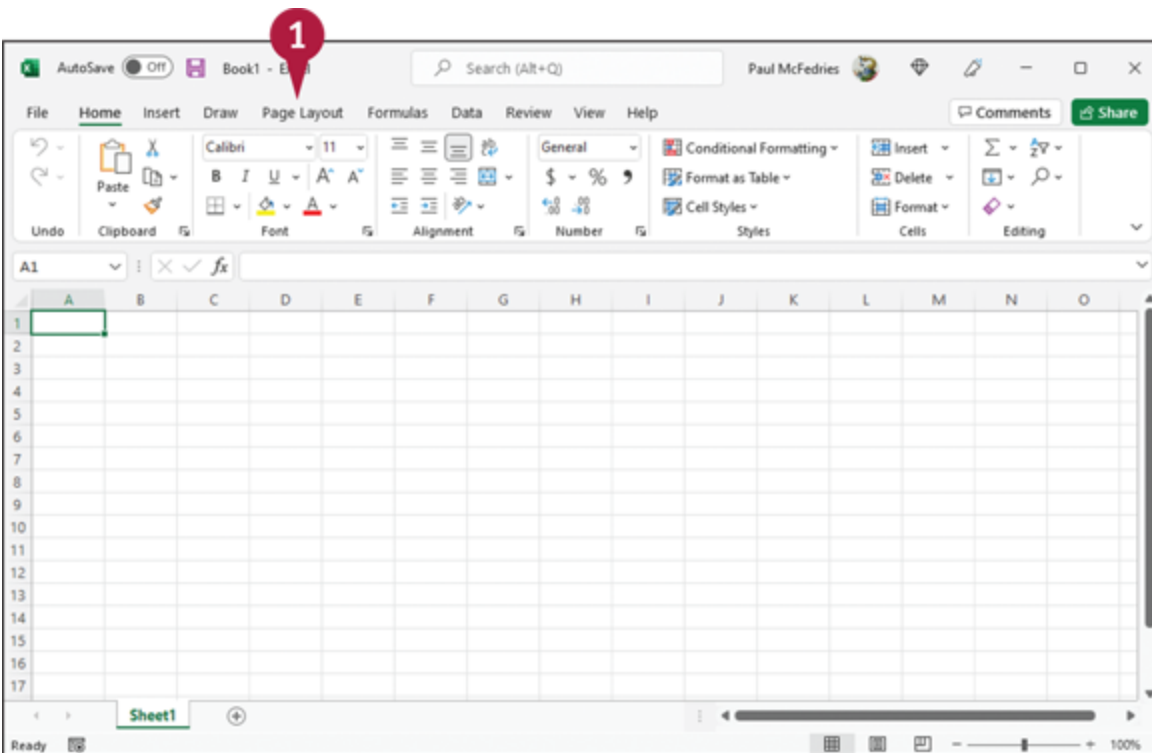 1
AutoSave Off Book1 - E Search (Alt+Q) Paul McFedries
File Home Insert Draw Page Layout Formulas Data Review View Help Comments Share
Calibri 11 General Conditional Formatting Insert
Paste B I U A A $ % Format as Table Delete
A Cell Styles Format
Undo Clipboard Font Alignment Number Styles Cells Editing
A1 fx
A B C D E F G H I J K L M N O
1
2
3
4
5
6
7
8
9
10
11
12
13
14
15
16
17
Sheet1
Ready 100%